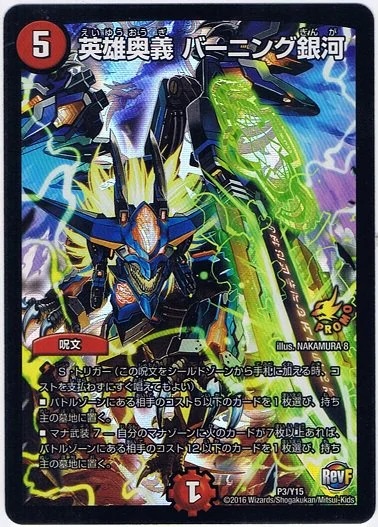 5
えいゆうおうぎ ぎんが
英雄奥義 バーニング銀河
PROMO
illus. NAKAMURA 8
呪文
S・トリガー(この呪文をシールドゾーンから手札に加える時、コ
ストを支払わずにすぐ唱えてもよい)
■バトルゾーンにある相手のコスト5以下のカードを1枚選び、持ち
主の墓地に置く。
■マナ武装 7 ― 自分のマナゾーンに火のカードが7枚以上あれば、
バトルゾーンにある相手のコスト12以下のカードを1枚選び、持ち
主の墓地に置く。
RevF
1
P3/Y15
©2016 Wizards/Shogakukan/Mitsui-Kids